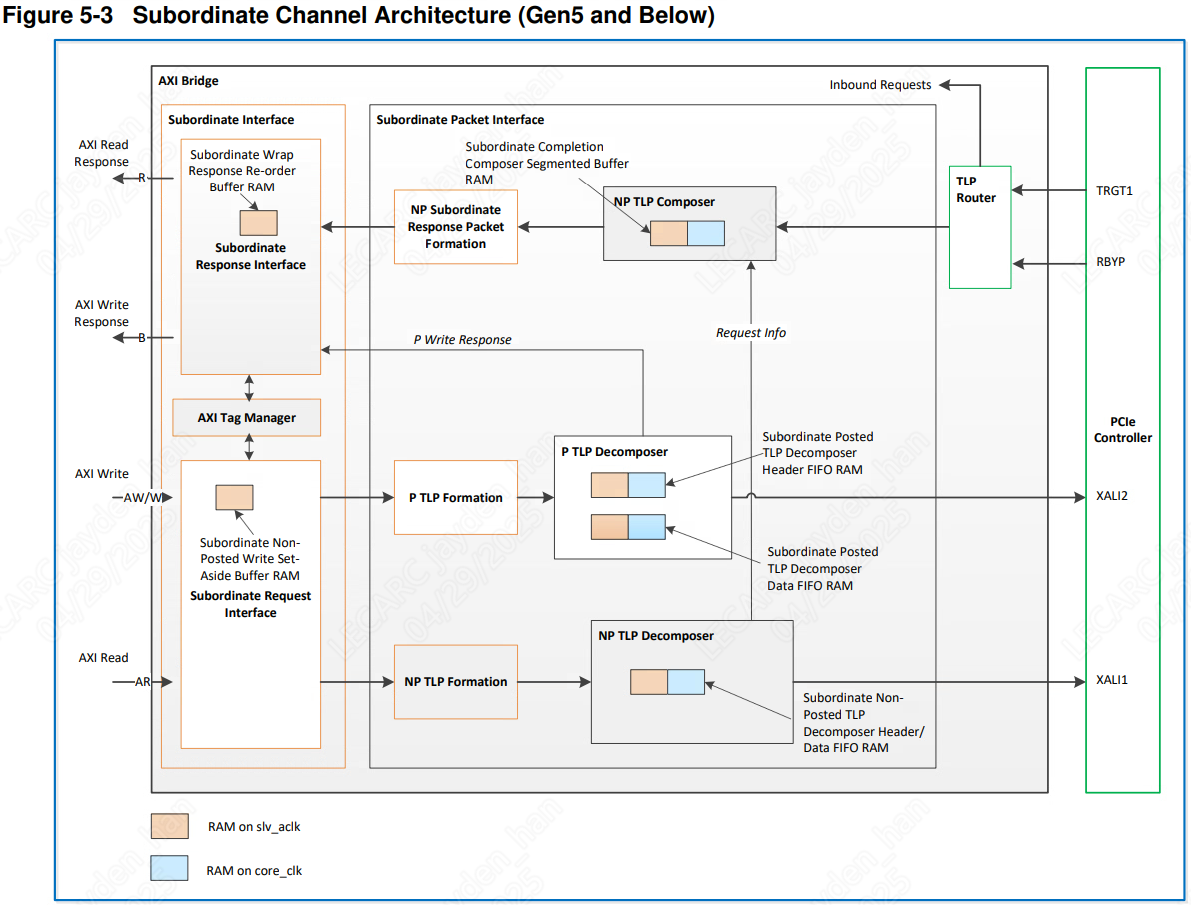 Figure 5-3 Subordinate Channel Architecture (Gen5 and Below)
AXI Bridge
Inbound Requests
Subordinate Interface
Subordinate Packet Interface
AXI Read
Response
R
Subordinate Wrap
Response Re-order
Buffer RAM
Subordinate
Response Interface
Subordinate Completion
Composer Segmented Buffer
RAM
NP Subordinate
Response Packet
Formation
NP TLP Composer
TLP
Router
TRGT1
RBYP
AXI Write
Response
B
P Write Response
Request Info
AXI Tag Manager
PCIe
Controller
AXI Write
AW/W
Subordinate Non-
Posted Write Set-
Aside Buffer RAM
Subordinate Request
Interface
P TLP Formation
P TLP Decomposer
Subordinate Posted
TLP Decomposer
Header FIFO RAM
Subordinate Posted
TLP Decomposer
Data FIFO RAM
XALI2
AXI Read
AR
NP TLP Formation
NP TLP Decomposer
Subordinate Non-
Posted TLP
Decomposer Header/
Data FIFO RAM
XALI1
RAM on slv_aclk
RAM on core_clk
LECARC jayden_han
04/29/2025